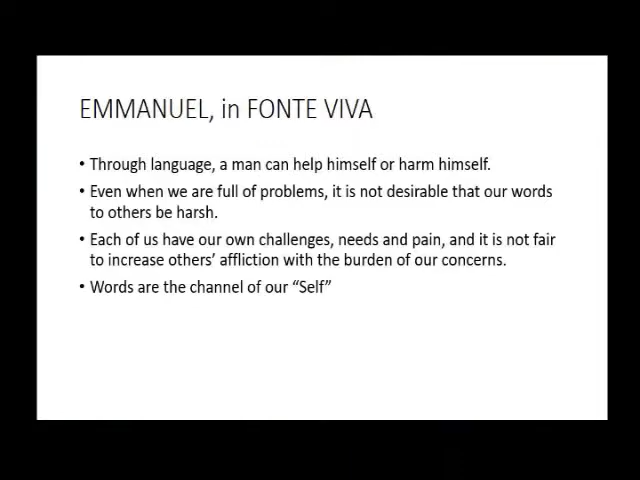 EMMANUEL, in FONTE VIVA
• Through language, a man can help himself or harm himself.
• Even when we are full of problems, it is not desirable that our words
to others be harsh.
• Each of us have our own challenges, needs and pain, and it is not fair
to increase others’ affliction with the burden of our concerns.
• Words are the channel of our “Self”